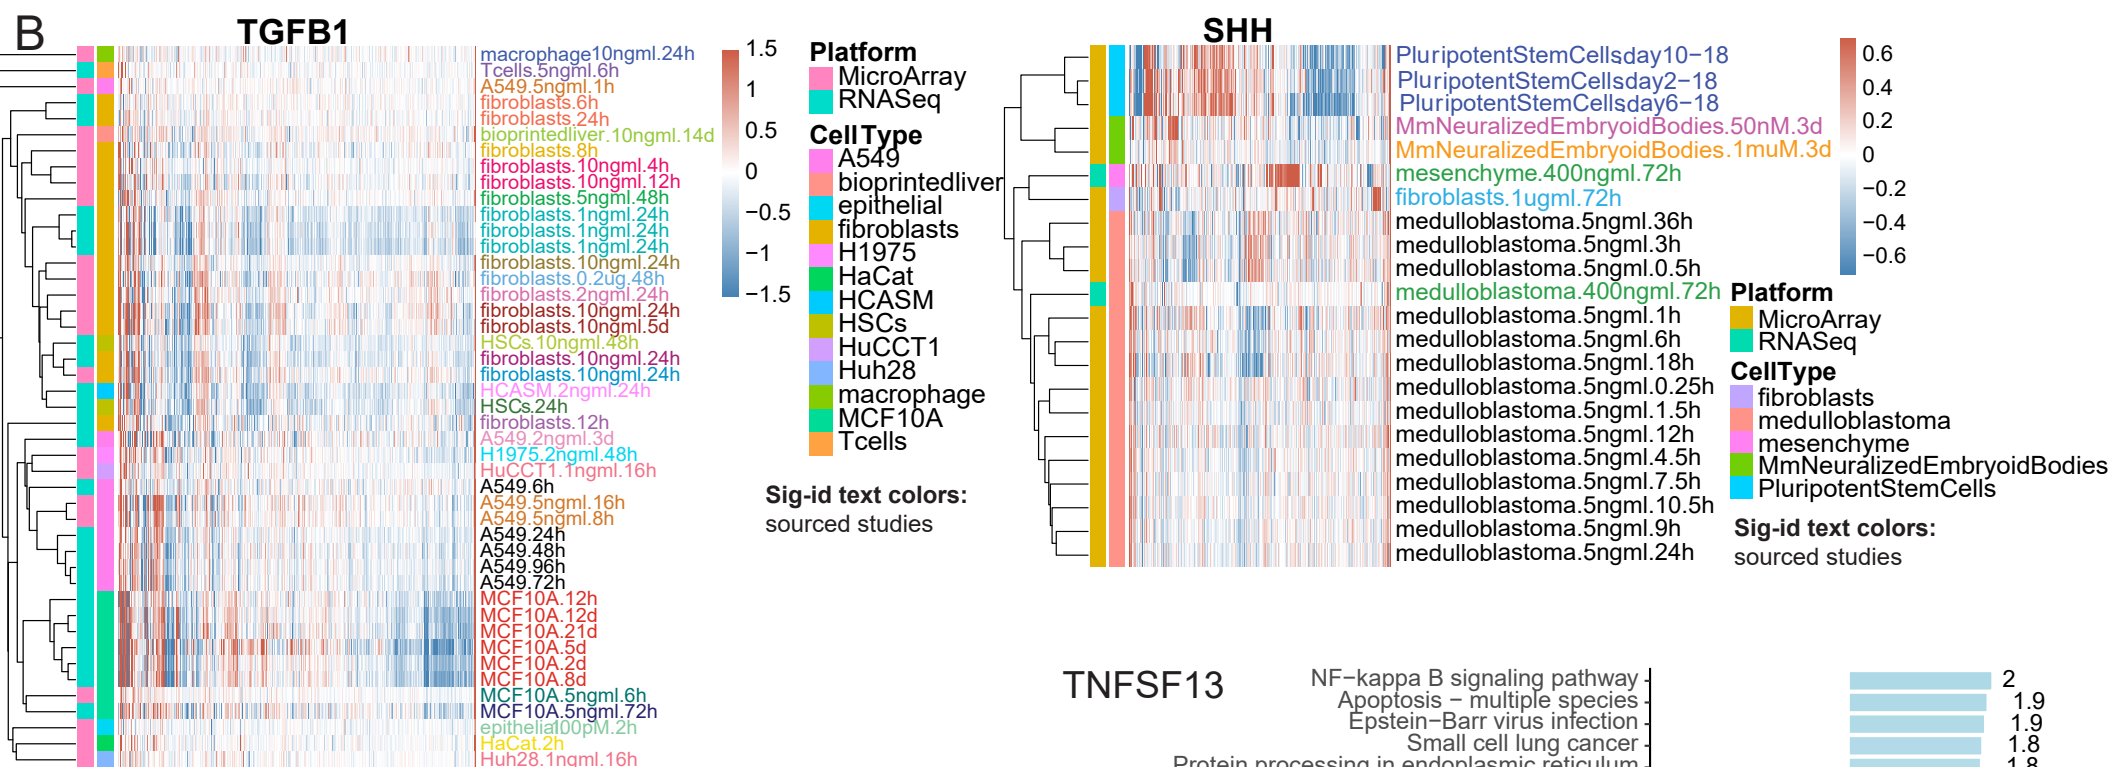 B
TGFB1
macrophage10ngml.24h
Tcells.5ngml.6h
A549.5ngml.1h
fibroblasts.6h
fibroblasts.24h
bioprintedliver.10ngml.14d
fibroblasts.8h
fibroblasts.10ngml.4h
fibroblasts.10ngml.12h
fibroblasts.5ngml.48h
fibroblasts.1ngml.24h
fibroblasts.1ngml.24h
fibroblasts.1ngml.24h
fibroblasts.10ngml.24h
fibroblasts.0.2ug.48h
fibroblasts.2ngml.24h
fibroblasts.10ngml.24h
fibroblasts.10ngml.5d
HSCs.10ngml.48h
fibroblasts.10ngml.24h
fibroblasts.10ngml.24h
HCASM.2ngml.24h
HSCs.24h
fibroblasts.12h
A549.2ngml.3d
H1975.2ngml.48h
HuCCT1.1ngml.16h
A549.6h
A549.5ngml.16h
A549.5ngml.8h
A549.24h
A549.48h
A549.96h
A549.72h
MCF10A.12h
MCF10A.12d
MCF10A.21d
MCF10A.5d
MCF10A.2d
MCF10A.8d
MCF10A.5ngml.6h
MCF10A.5ngml.72h
epithelial100pM.2h
HaCat.2h
Huh28.1ngml.16h
1.5
1
0.5
0
−0.5
−1
−1.5
Platform
MicroArray
RNASeq
CellType
A549
bioprintedliver
epithelial
fibroblasts
H1975
HaCat
HCASM
HSCs
HuCCT1
Huh28
macrophage
MCF10A
Tcells
Sig-id text colors:
sourced studies
SHH
PluripotentStemCellsday10−18
PluripotentStemCellsday2−18
PluripotentStemCellsday6−18
MmNeuralizedEmbryoidBodies.50nM.3d
MmNeuralizedEmbryoidBodies.1muM.3d
mesenchyme.400ngml.72h
fibroblasts.1ugml.72h
medulloblastoma.5ngml.36h
medulloblastoma.5ngml.3h
medulloblastoma.5ngml.0.5h
medulloblastoma.400ngml.72h
medulloblastoma.5ngml.1h
medulloblastoma.5ngml.6h
medulloblastoma.5ngml.18h
medulloblastoma.5ngml.0.25h
medulloblastoma.5ngml.1.5h
medulloblastoma.5ngml.12h
medulloblastoma.5ngml.4.5h
medulloblastoma.5ngml.7.5h
medulloblastoma.5ngml.10.5h
medulloblastoma.5ngml.9h
medulloblastoma.5ngml.24h
0.6
0.4
0.2
0
−0.2
−0.4
−0.6
Platform
MicroArray
RNASeq
CellType
fibroblasts
medulloblastoma
mesenchyme
MmNeuralizedEmbryoidBodies
PluripotentStemCells
Sig-id text colors:
sourced studies
TNFSF13
NF−kappa B signaling pathway 2
Apoptosis − multiple species 1.9
Epstein−Barr virus infection 1.9
Small cell lung cancer 1.8
Protein processing in endoplasmic reticulum 1.8